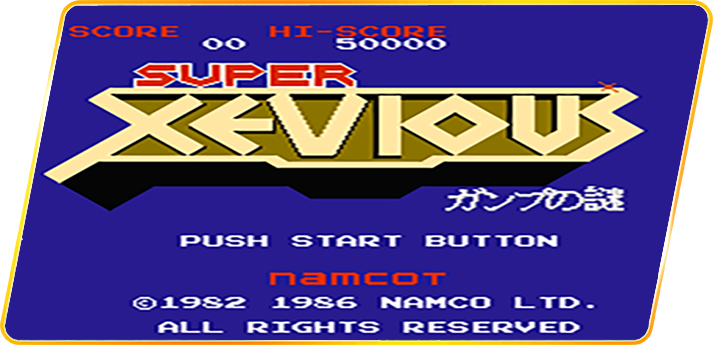 SCORE HI-SCORE
00 50000
SUPER
XEVIOUS
ガンプの謎
PUSH START BUTTON
namcoT
©1982 1986 NAMCO LTD.
ALL RIGHTS RESERVED